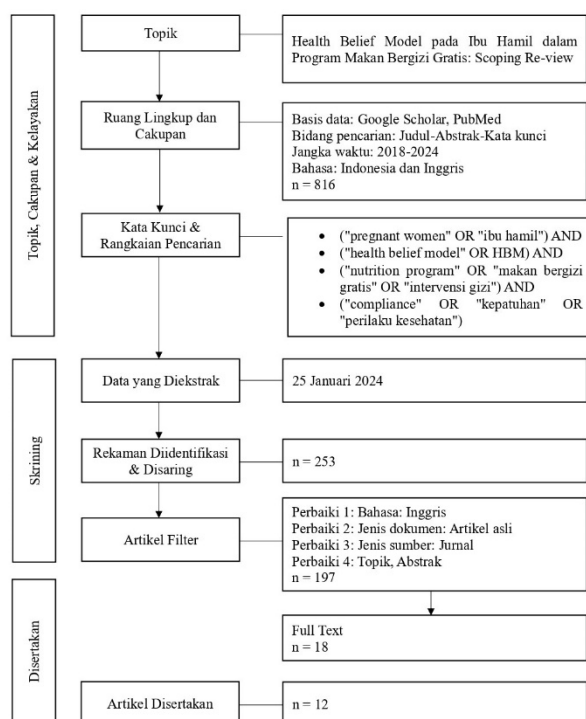 Topik, Cakupan & Kelayakan
Topik
Health Belief Model pada Ibu Hamil dalam
Program Makan Bergizi Gratis: Scoping Re-view
Ruang Lingkup dan
Cakupan
Basis data: Google Scholar, PubMed
Bidang pencarian: Judul-Abstrak-Kata kunci
Jangka waktu: 2018-2024
Bahasa: Indonesia dan Inggris
n = 816
Kata Kunci &
Rangkaian Pencarian
• ("pregnant women" OR "ibu hamil") AND
• ("health belief model" OR HBM) AND
• ("nutrition program" OR "makan bergizi
gratis" OR "intervensi gizi") AND
• ("compliance" OR "kepatuhan" OR
"perilaku kesehatan")
Skrining
Data yang Diekstrak
25 Januari 2024
Rekaman Diidentifikasi
& Disaring
n = 253
Artikel Filter
Perbaiki 1: Bahasa: Inggris
Perbaiki 2: Jenis dokumen: Artikel asli
Perbaiki 3: Jenis sumber: Jurnal
Perbaiki 4: Topik, Abstrak
n = 197
Disertakan
Full Text
n = 18
Artikel Disertakan
n = 12